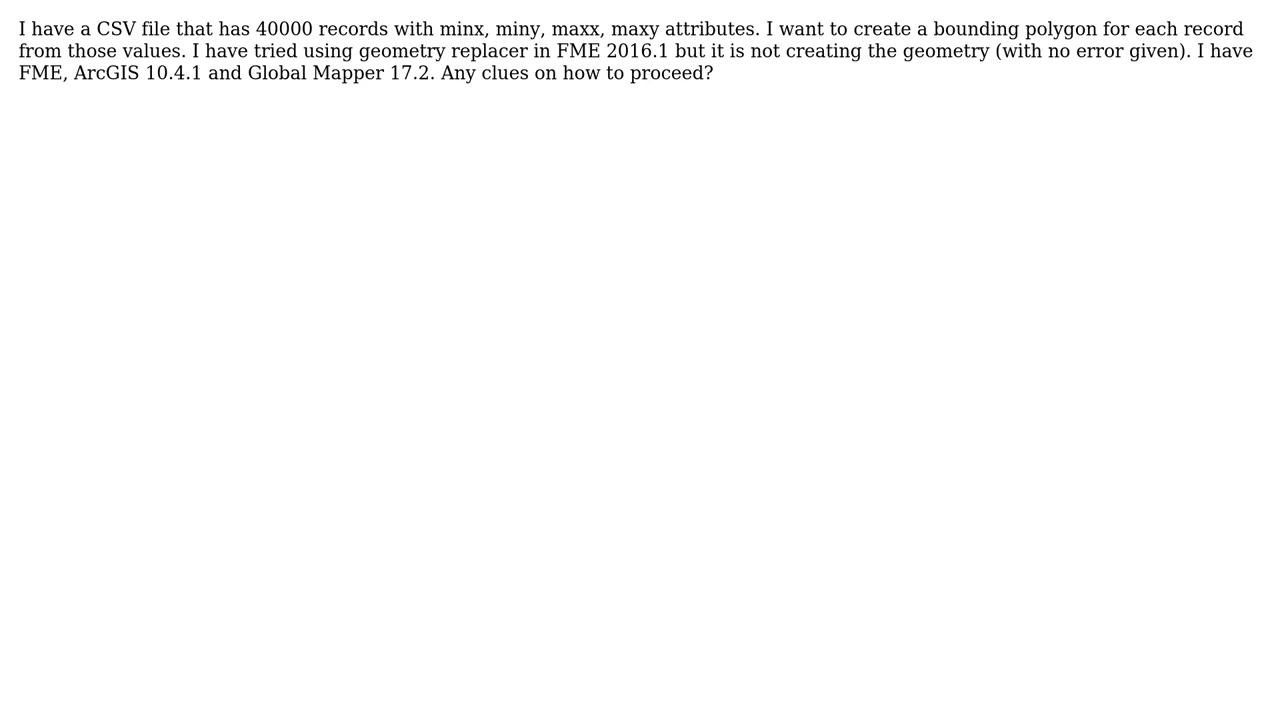 I have a CSV file that has 40000 records with minx, miny, maxx, maxy attributes. I want to create a bounding polygon for each record
from those values. I have tried using geometry replacer in FME 2016.1 but it is not creating the geometry (with no error given). I have
FME, ArcGIS 10.4.1 and Global Mapper 17.2. Any clues on how to proceed?